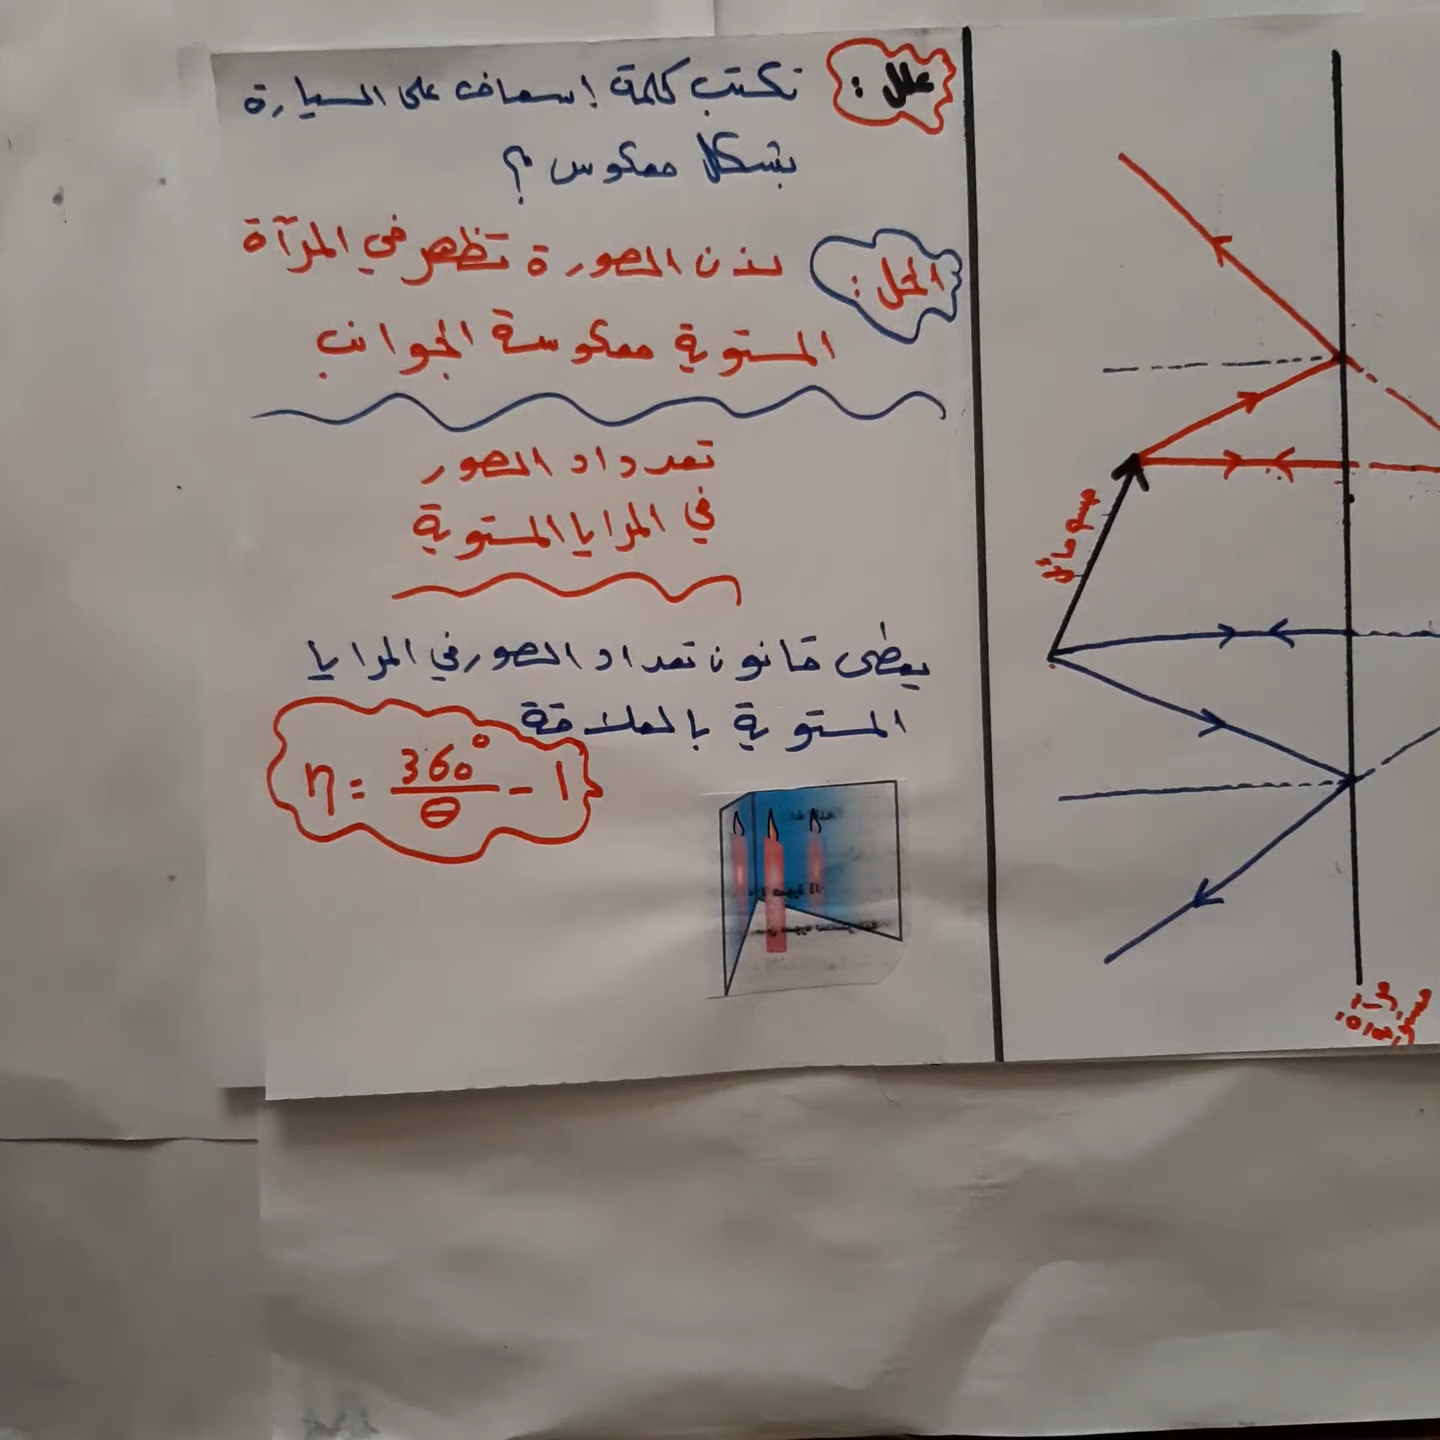 علل : تكتب كلمة إسعاف على السيارة
بشكل معكوس ؟
الحل : لأن الصورة تظهر في المرآة
المستوية معكوسة الجوانب
تعداد الصور
في المرايا المستوية
يعطى قانون تعداد الصور في المرايا
المستوية بالعلاقة
η = 360° / θ - 1